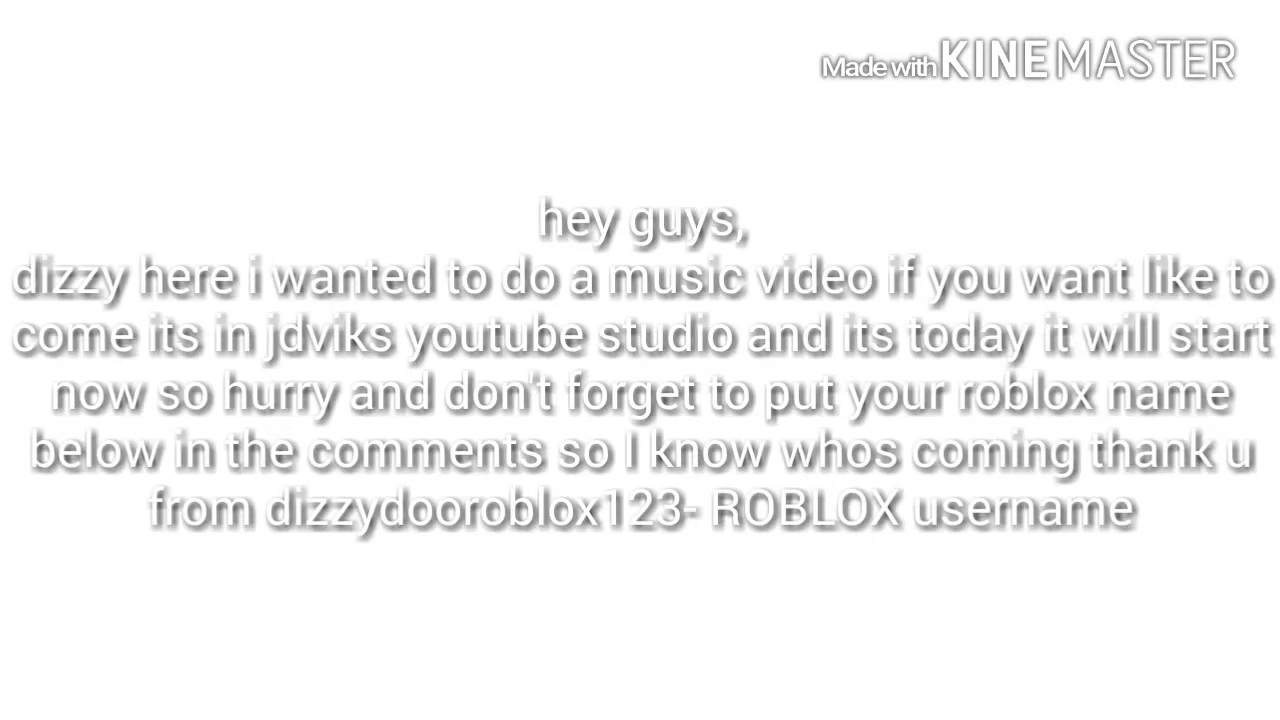 Made with KINEMASTER
hey guys,
dizzy here i wanted to do a music video if you want like to
come its in jdviks youtube studio and its today it will start
now so hurry and don't forget to put your roblox name
below in the comments so I know whos coming thank u
from dizzydooroblox123- ROBLOX username